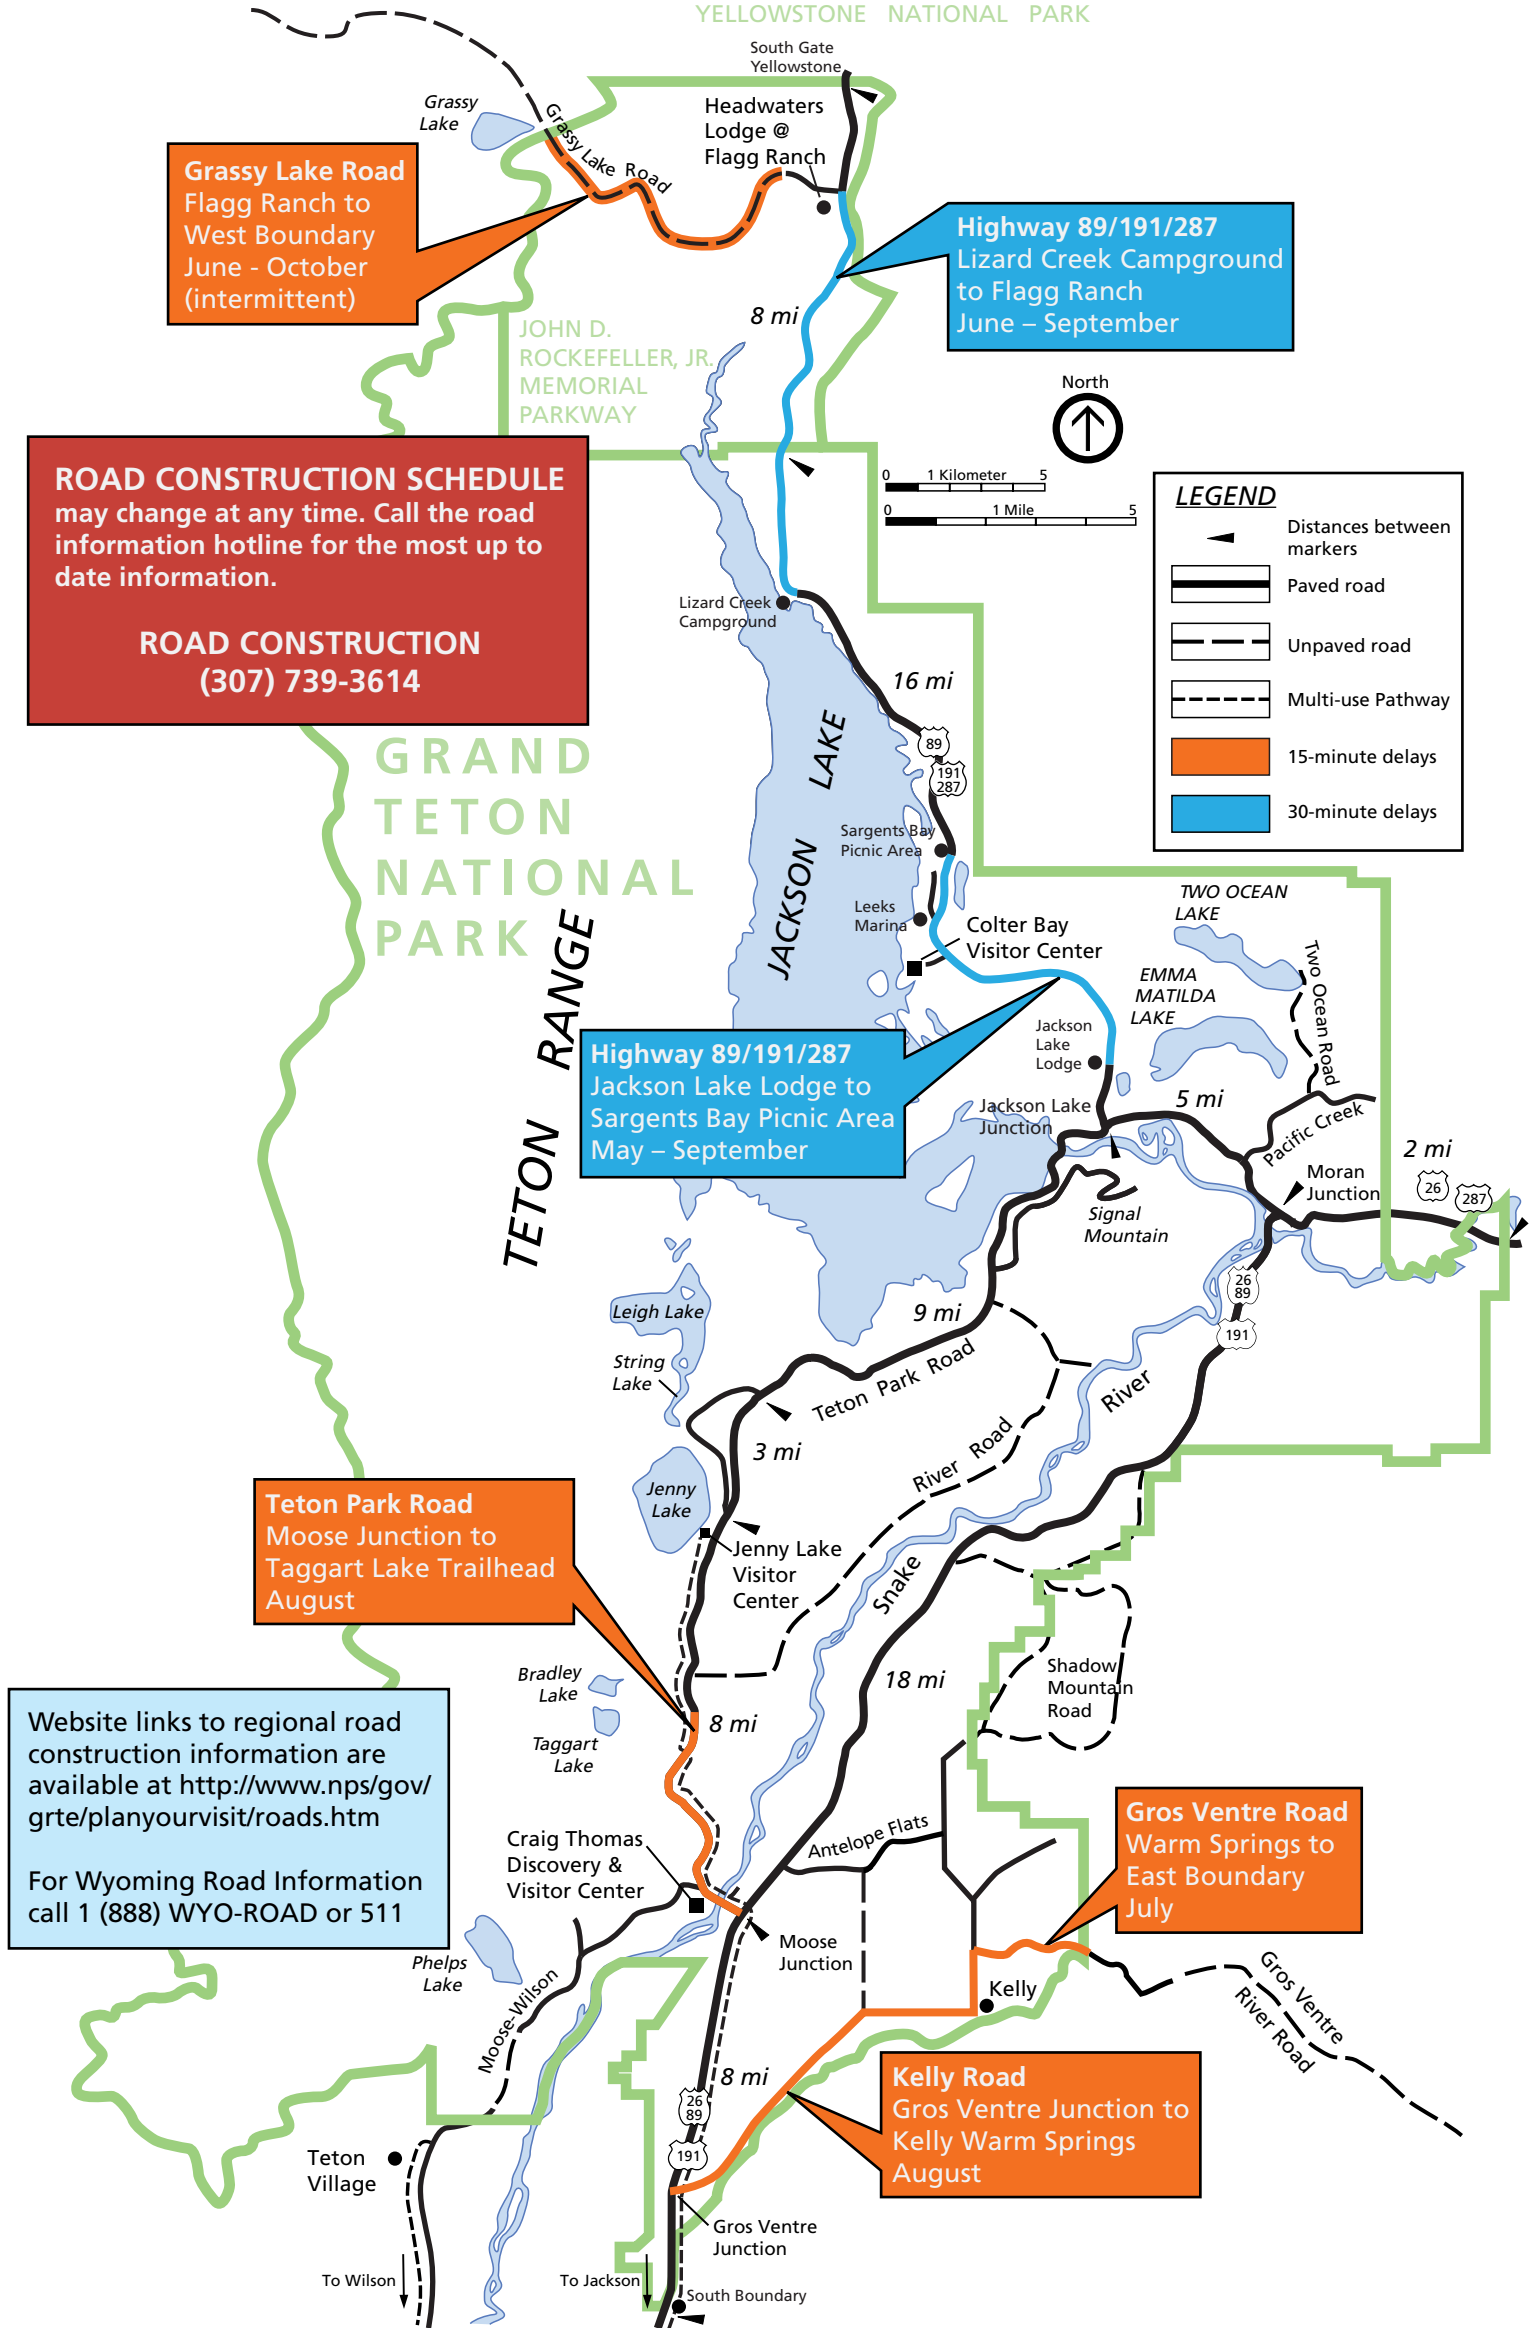 YELLOWSTONE NATIONAL PARK
South Gate
Yellowstone
Grassy
Lake
Headwaters
Lodge @
Flagg Ranch
Grassy Lake Road
Grassy Lake Road
Flagg Ranch to
West Boundary
June - October
(intermittent)
Highway 89/191/287
Lizard Creek Campground
to Flagg Ranch
June – September
8 mi
JOHN D.
ROCKEFELLER, JR.
MEMORIAL
PARKWAY
North
ROAD CONSTRUCTION SCHEDULE
may change at any time. Call the road
information hotline for the most up to
date information.
ROAD CONSTRUCTION
(307) 739-3614
0 1 Kilometer 5
0 1 Mile 5
LEGEND
Distances between
markers
Paved road
Unpaved road
Multi-use Pathway
15-minute delays
30-minute delays
Lizard Creek
Campground
16 mi
89
191
287
GRAND
TETON
NATIONAL
PARK
JACKSON LAKE
TETON RANGE
Sargents Bay
Picnic Area
Leeks
Marina
Colter Bay
Visitor Center
TWO OCEAN
LAKE
EMMA
MATILDA
LAKE
Two Ocean Road
Jackson
Lake
Lodge
Highway 89/191/287
Jackson Lake Lodge to
Sargents Bay Picnic Area
May – September
Jackson Lake
Junction
5 mi
Pacific Creek
2 mi
26
287
Moran
Junction
Signal
Mountain
26
89
191
Leigh Lake
9 mi
String
Lake
Teton Park Road
River
3 mi
River Road
Jenny
Lake
Teton Park Road
Moose Junction to
Taggart Lake Trailhead
August
Jenny Lake
Visitor
Center
Snake
18 mi
Shadow
Mountain
Road
Bradley
Lake
8 mi
Taggart
Lake
Website links to regional road
construction information are
available at http://www.nps/gov/
grte/planyourvisit/roads.htm
For Wyoming Road Information
call 1 (888) WYO-ROAD or 511
Craig Thomas
Discovery &
Visitor Center
Antelope Flats
Gros Ventre Road
Warm Springs to
East Boundary
July
Phelps
Lake
Moose
Junction
Moose-Wilson
Kelly
Gros Ventre
River Road
8 mi
26
89
191
Kelly Road
Gros Ventre Junction to
Kelly Warm Springs
August
Teton
Village
Gros Ventre
Junction
To Wilson
To Jackson
South Boundary